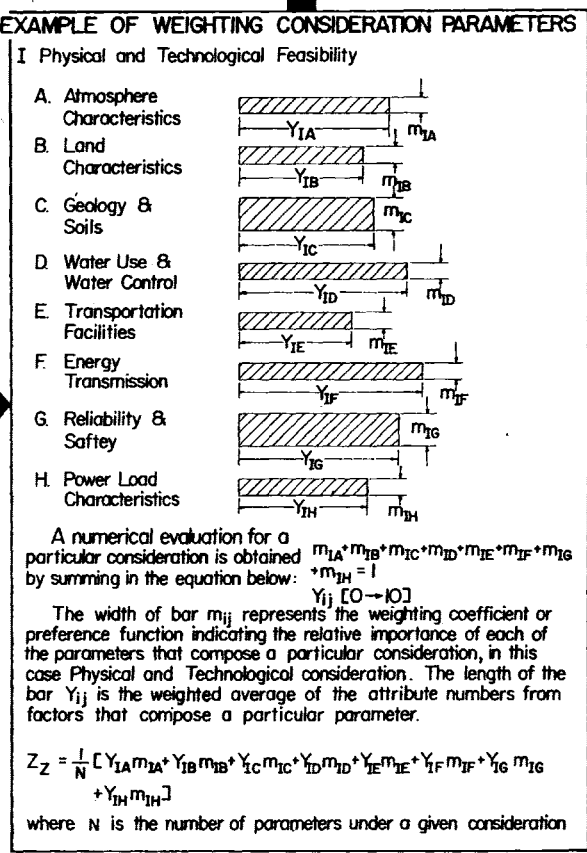 EXAMPLE OF WEIGHTING CONSIDERATION PARAMETERS
I Physical and Technological Feasibility
A. Atmosphere
Characteristics
Y_IA
m_IA
B. Land
Characteristics
Y_IB
m_IB
C. Geology &
Soils
Y_IC
m_IC
D. Water Use &
Water Control
Y_ID
m_ID
E. Transportation
Facilities
Y_IE
m_IE
F. Energy
Transmission
Y_IF
m_IF
G. Reliability &
Saftey
Y_IG
m_IG
H. Power Load
Characteristics
Y_IH
m_IH
A numerical evaluation for a
particular consideration is obtained
by summing in the equation below:
m_IA+m_IB+m_IC+m_ID+m_IE+m_IF+m_IG
+m_IH = 1
Y_ij [0→10]
The width of bar m_ij represents the weighting coefficient or
preference function indicating the relative importance of each of
the parameters that compose a particular consideration, in this
case Physical and Technological consideration. The length of the
bar Y_ij is the weighted average of the attribute numbers from
factors that compose a particular parameter.
Z_Z = 1/N [Y_IA m_IA + Y_IB m_IB + Y_IC m_IC + Y_ID m_ID + Y_IE m_IE + Y_IF m_IF + Y_IG m_IG
+Y_IH m_IH]
where N is the number of parameters under a given consideration